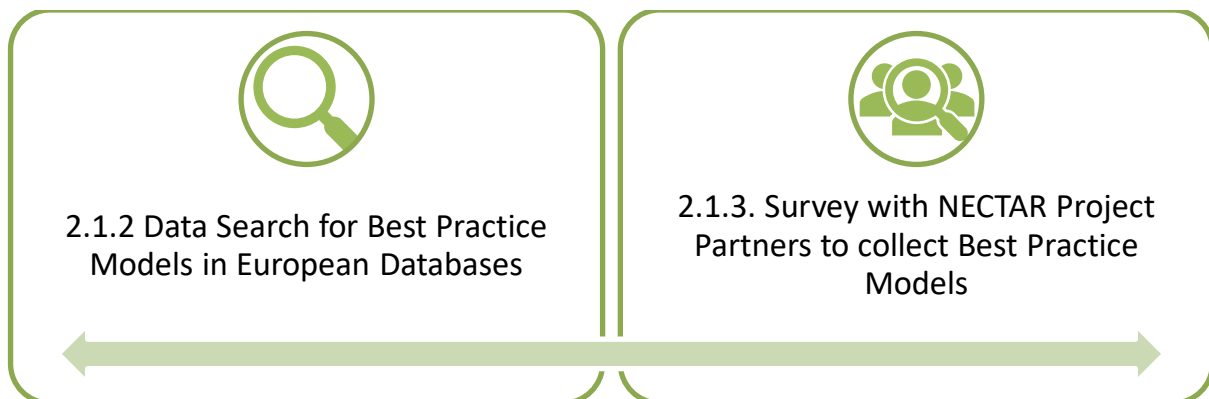 2.1.2 Data Search for Best Practice
Models in European Databases
2.1.3. Survey with NECTAR Project
Partners to collect Best Practice
Models